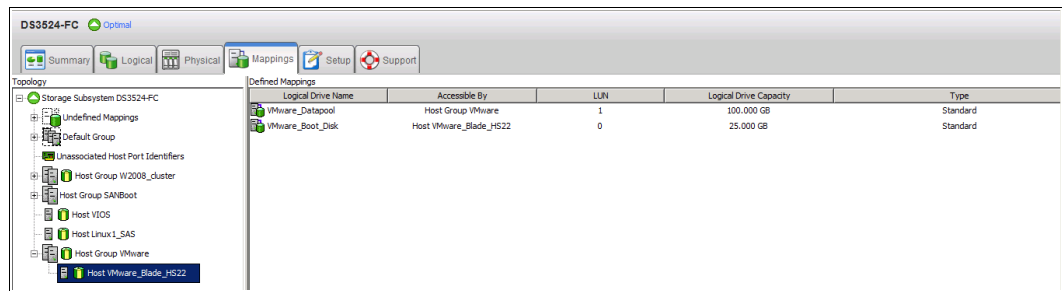 DS3524-FC Optimal
Summary Logical Physical Mappings Setup Support
Topology
Storage Subsystem DS3524-FC
Undefined Mappings
Default Group
Unassociated Host Port Identifiers
Host Group W2008_cluster
Host Group SANBoot
Host VIOS
Host Linux1_SAS
Host Group VMware
Host VMware_Blade_HS22
Defined Mappings
Logical Drive Name Accessible By LUN Logical Drive Capacity Type
VMware_Datapool Host Group VMware 1 100.000 GB Standard
VMware_Boot_Disk Host VMware_Blade_HS22 0 25.000 GB Standard